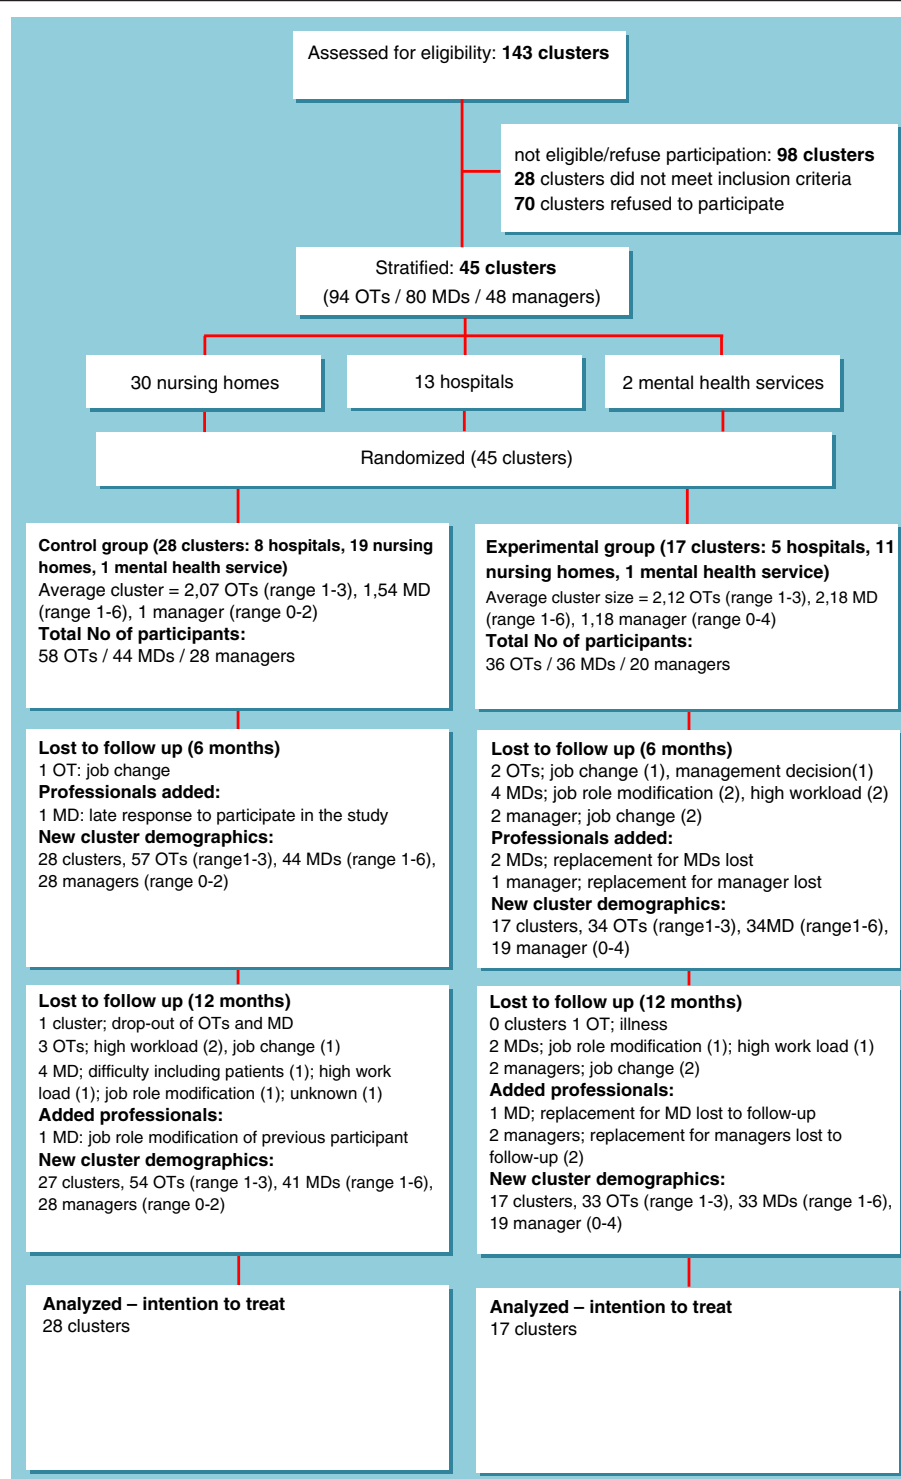 Assessed for eligibility: 143 clusters
not eligible/refuse participation: 98 clusters
28 clusters did not meet inclusion criteria
70 clusters refused to participate
Stratified: 45 clusters
(94 OTs / 80 MDs / 48 managers)
30 nursing homes
13 hospitals
2 mental health services
Randomized (45 clusters)
Control group (28 clusters: 8 hospitals, 19 nursing
homes, 1 mental health service)
Average cluster = 2,07 OTs (range 1-3), 1,54 MD
(range 1-6), 1 manager (range 0-2)
Total No of participants:
58 OTs / 44 MDs / 28 managers
Experimental group (17 clusters: 5 hospitals, 11
nursing homes, 1 mental health service)
Average cluster size = 2,12 OTs (range 1-3), 2,18 MD
(range 1-6), 1,18 manager (range 0-4)
Total No of participants:
36 OTs / 36 MDs / 20 managers
Lost to follow up (6 months)
1 OT: job change
Professionals added:
1 MD: late response to participate in the study
New cluster demographics:
28 clusters, 57 OTs (range1-3), 44 MDs (range 1-6),
28 managers (range 0-2)
Lost to follow up (6 months)
2 OTs; job change (1), management decision(1)
4 MDs; job role modification (2), high workload (2)
2 manager; job change (2)
Professionals added:
2 MDs; replacement for MDs lost
1 manager; replacement for manager lost
New cluster demographics:
17 clusters, 34 OTs (range1-3), 34MD (range1-6),
19 manager (0-4)
Lost to follow up (12 months)
1 cluster; drop-out of OTs and MD
3 OTs; high workload (2), job change (1)
4 MD; difficulty including patients (1); high work
load (1); job role modification (1); unknown (1)
Added professionals:
1 MD: job role modification of previous participant
New cluster demographics:
27 clusters, 54 OTs (range 1-3), 41 MDs (range 1-6),
28 managers (range 0-2)
Lost to follow up (12 months)
0 clusters 1 OT; illness
2 MDs; job role modification (1); high work load (1)
2 managers; job change (2)
Added professionals:
1 MD; replacement for MD lost to follow-up
2 managers; replacement for managers lost to
follow-up (2)
New cluster demographics:
17 clusters, 33 OTs (range 1-3), 33 MDs (range 1-6),
19 manager (0-4)
Analyzed – intention to treat
28 clusters
Analyzed – intention to treat
17 clusters